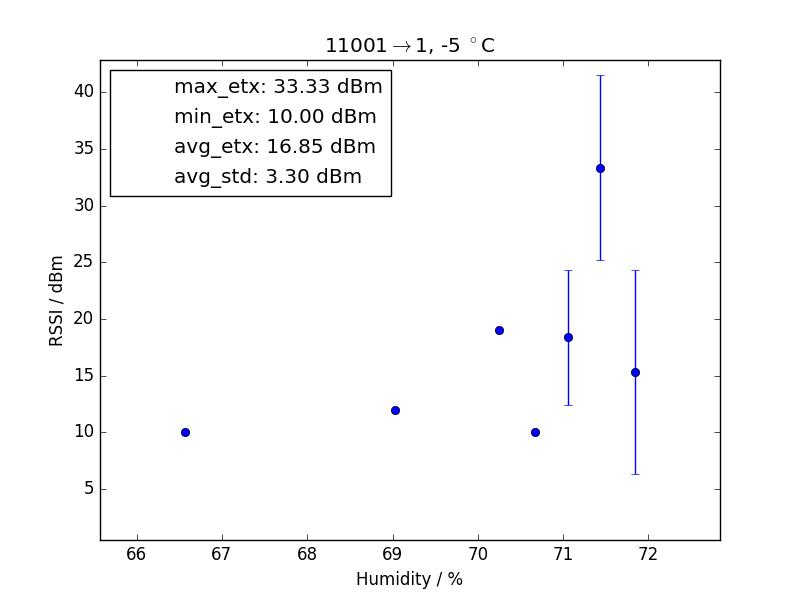 11001→1, -5 °C
max_etx: 33.33 dBm
min_etx: 10.00 dBm
avg_etx: 16.85 dBm
avg_std: 3.30 dBm
RSSI / dBm
40
35
30
25
20
15
10
5
66 67 68 69 70 71 72
Humidity / %